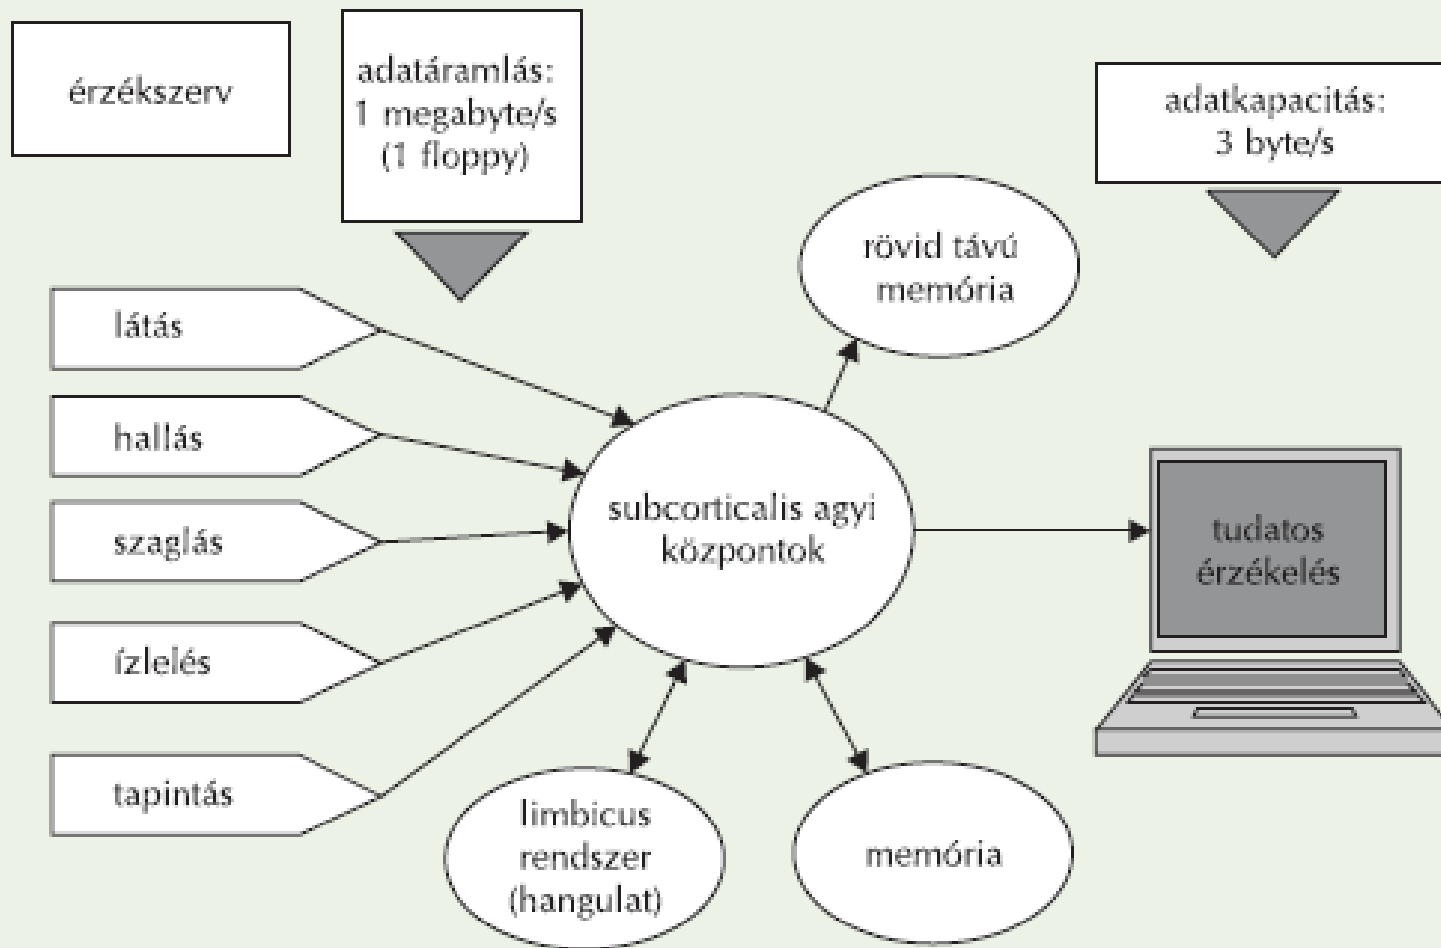 érzékszerv
adatáramlás:
1 megabyte/s
(1 floppy)
adatkapacitás:
3 byte/s
rövid távú
memória
látás
hallás
szaglás
ízlelés
tapintás
subcorticalis agyi
központok
tudatos
érzékelés
limbicus
rendszer
(hangulat)
memória